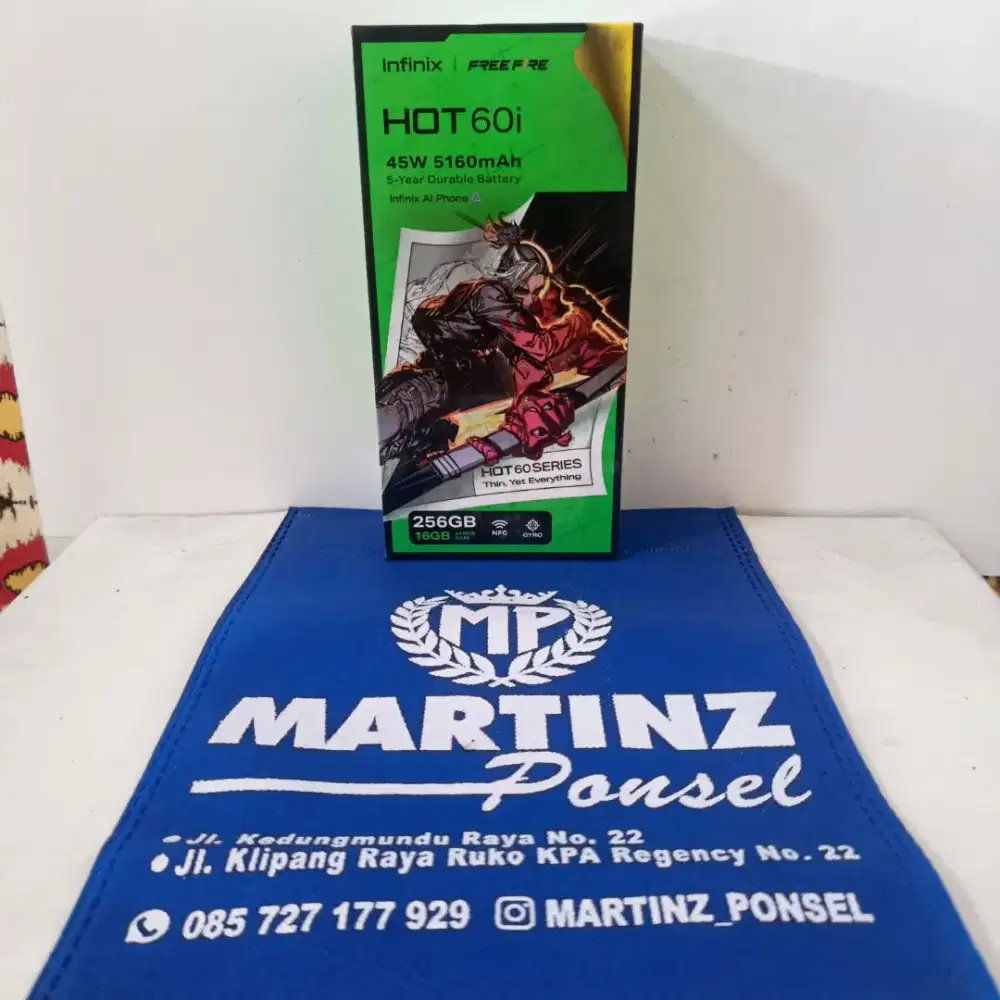 Infinix | FREE FIRE
HOT 60i
45W 5160mAh
5-Year Durable Battery
Infinix AI Phone
HOT 60 SERIES
Thin, Yet Everything
256GB
16GB
NFC
GYRO
MP
MARTINZ
Ponsel
Jl. Kedungmundu Raya No. 22
Jl. Klipang Raya Ruko KPA Regency No. 22
085 727 177 929 MARTINZ_PONSEL